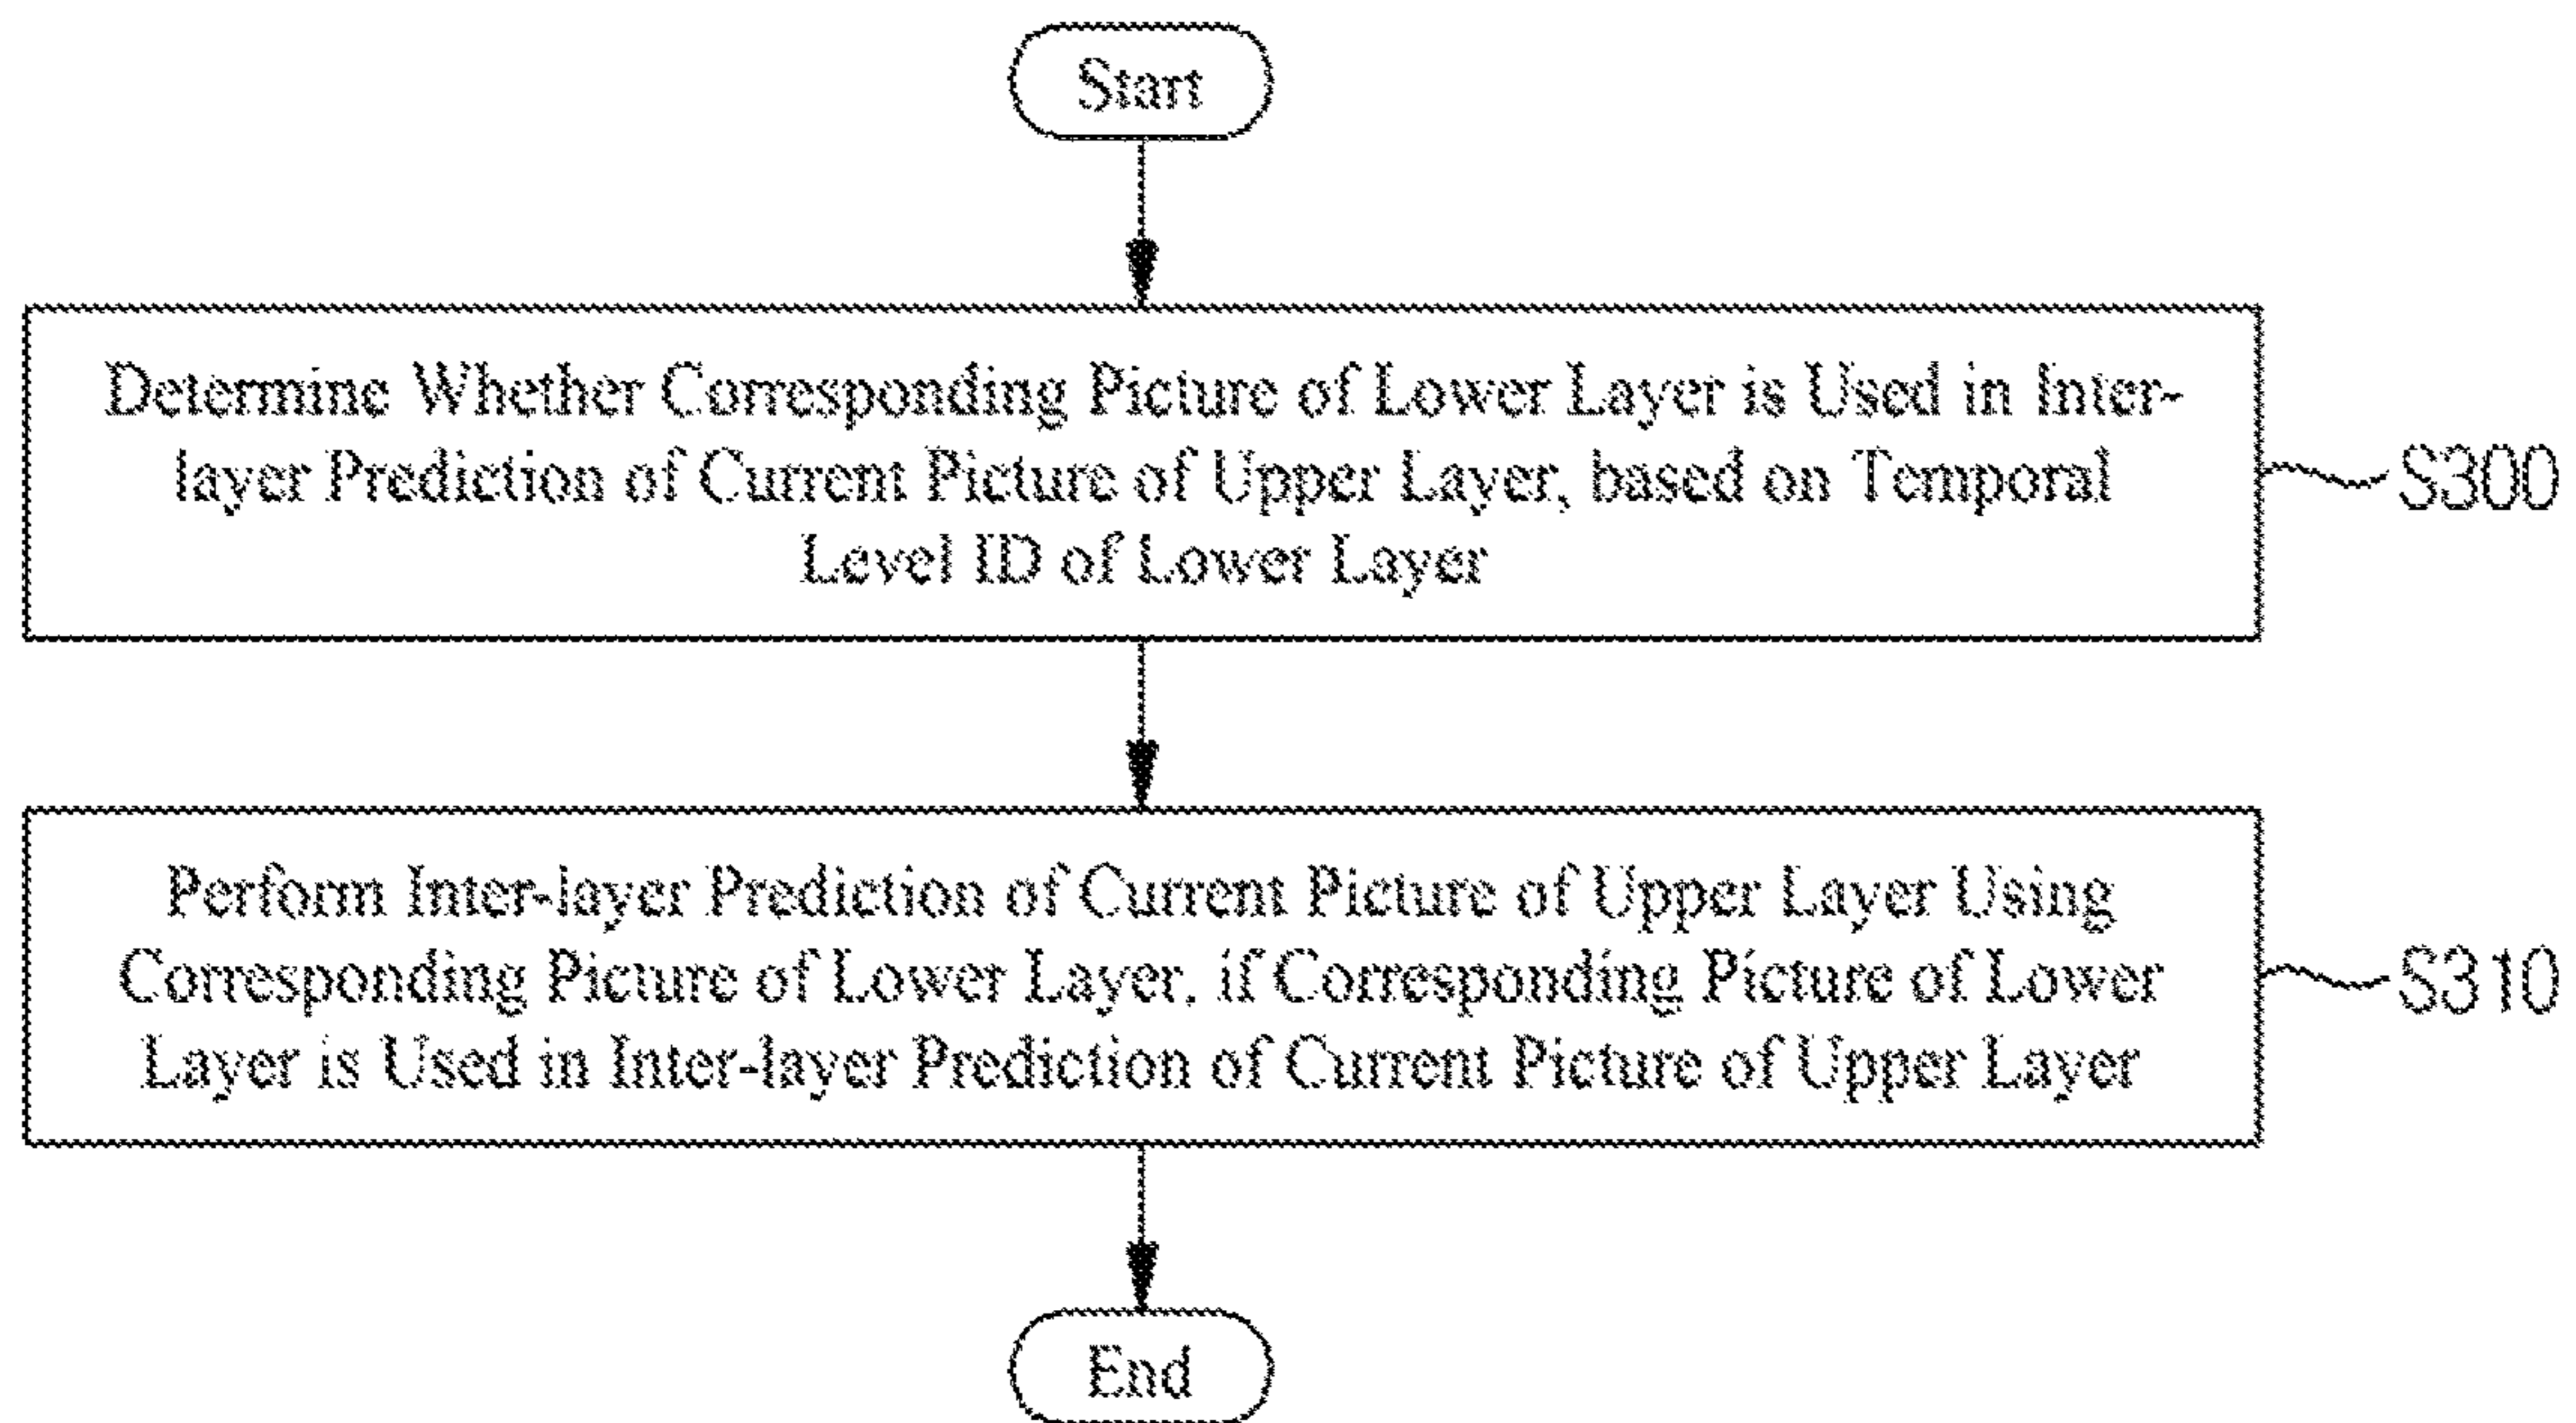 Start
Determine Whether Corresponding Picture of Lower Layer is Used in Inter-
layer Prediction of Current Picture of Upper Layer, based on Temporal
Level ID of Lower Layer
S300
Perform Inter-layer Prediction of Current Picture of Upper Layer Using
Corresponding Picture of Lower Layer, if Corresponding Picture of Lower
Layer is Used in Inter-layer Prediction of Current Picture of Upper Layer
S310
End